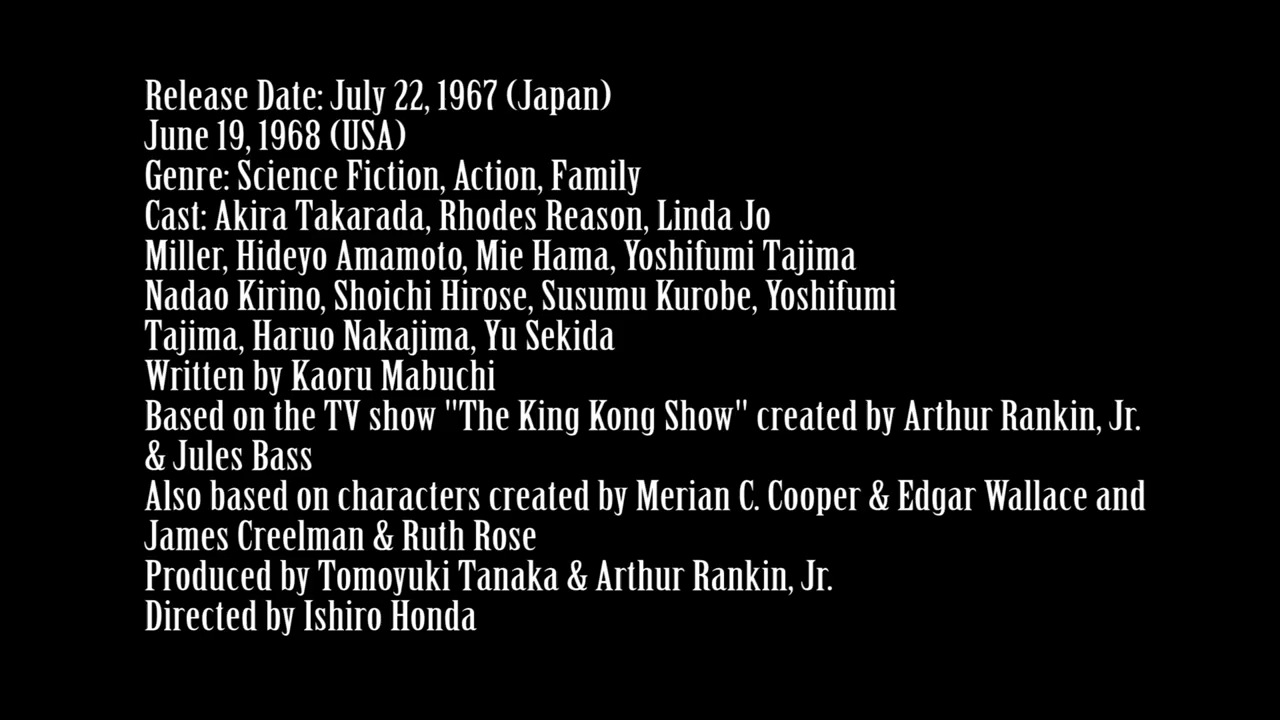 Release Date: July 22, 1967 (Japan)
June 19, 1968 (USA)
Genre: Science Fiction, Action, Family
Cast: Akira Takarada, Rhodes Reason, Linda Jo
Miller, Hideyo Amamoto, Mie Hama, Yoshifumi Tajima
Nadao Kirino, Shoichi Hirose, Susumu Kurobe, Yoshifumi
Tajima, Haruo Nakajima, Yu Sekida
Written by Kaoru Mabuchi
Based on the TV show "The King Kong Show" created by Arthur Rankin, Jr.
& Jules Bass
Also based on characters created by Merian C. Cooper & Edgar Wallace and
James Creelman & Ruth Rose
Produced by Tomoyuki Tanaka & Arthur Rankin, Jr.
Directed by Ishiro Honda